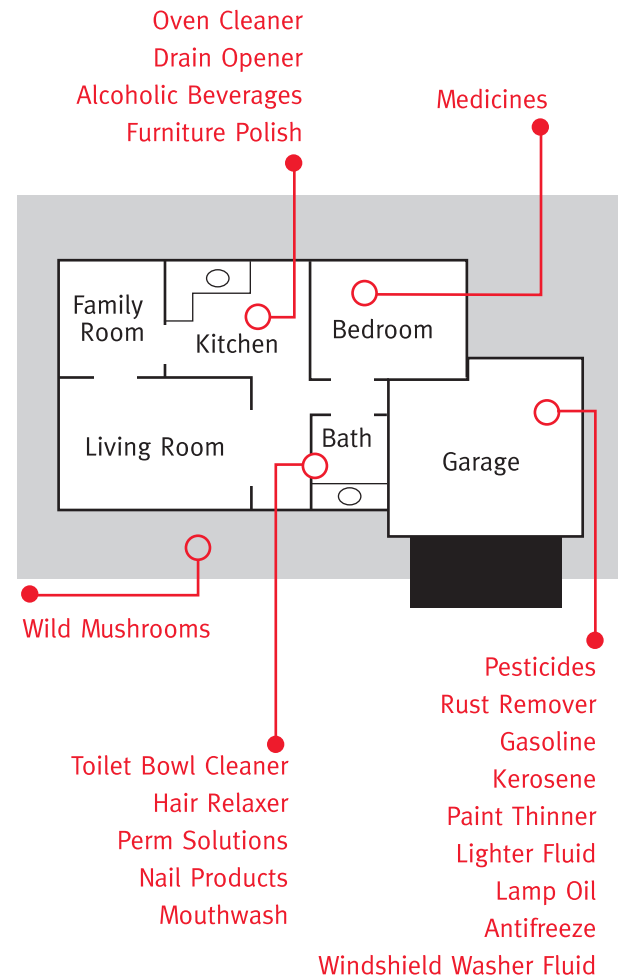 Oven Cleaner
Drain Opener
Alcoholic Beverages
Furniture Polish
Medicines
Family
Room
Kitchen
Bedroom
Living Room
Bath
Garage
Wild Mushrooms
Toilet Bowl Cleaner
Hair Relaxer
Perm Solutions
Nail Products
Mouthwash
Pesticides
Rust Remover
Gasoline
Kerosene
Paint Thinner
Lighter Fluid
Lamp Oil
Antifreeze
Windshield Washer Fluid